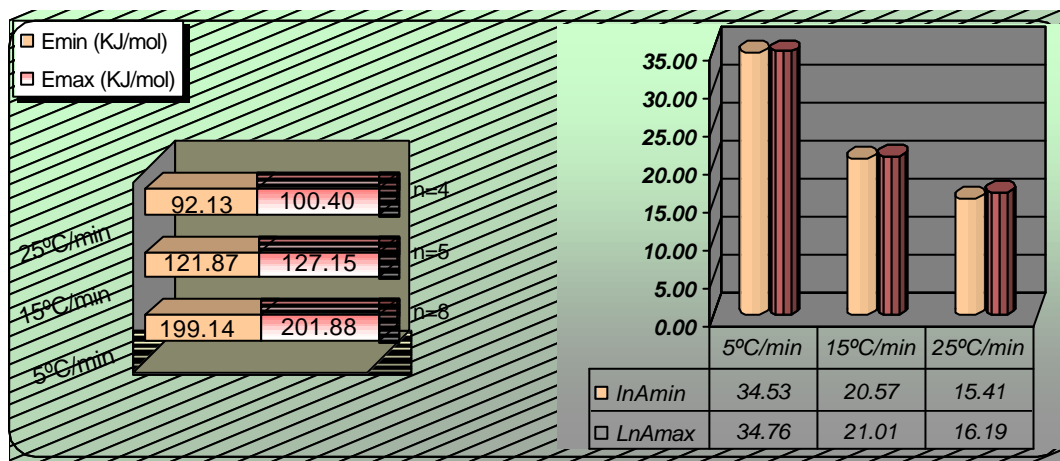 Emin (KJ/mol)
Emax (KJ/mol)
92.13 100.40 n=4
25ºC/min
121.87 127.15 n=5
15ºC/min
199.14 201.88 n=8
5ºC/min
35.00
30.00
25.00
20.00
15.00
10.00
5.00
0.00
5ºC/min 15ºC/min 25ºC/min
lnAmin 34.53 20.57 15.41
LnAmax 34.76 21.01 16.19